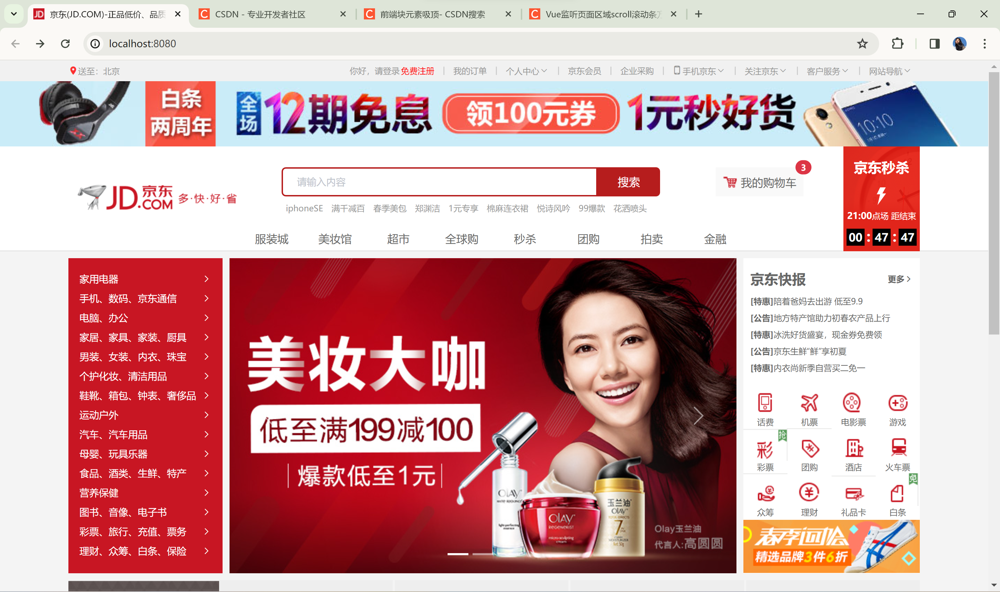 京东(JD.COM)-正品低价、品质
CSDN - 专业开发者社区
前端块元素吸顶- CSDN搜索
Vue监听页面区域scroll滚动条方
localhost:8080
送至：北京
你好，请登录 免费注册
我的订单
个人中心
京东会员
企业采购
手机京东
关注京东
客户服务
网站导航
白条
两周年
全场
12期免息
领100元券
1元秒好货
10:10
JD.COM 京东
多·快·好·省
请输入内容
搜索
我的购物车
3
iphoneSE 满千减百 春季美包 郑渊洁 1元专享 棉麻连衣裙 悦诗风吟 99爆款 花洒喷头
京东秒杀
21:00点场 距结束
00 : 47 : 47
服装城 美妆馆 超市 全球购 秒杀 团购 拍卖 金融
家用电器
手机、数码、京东通信
电脑、办公
家居、家具、家装、厨具
男装、女装、内衣、珠宝
个护化妆、清洁用品
鞋靴、箱包、钟表、奢侈品
运动户外
汽车、汽车用品
母婴、玩具乐器
食品、酒类、生鲜、特产
营养保健
图书、音像、电子书
彩票、旅行、充值、票务
理财、众筹、白条、保险
美妆大咖
低至满199减100
爆款低至1元
OLAY
WHITE RADIANCE
light-perfecting
essence
OLAY
REGENERIST
micro-sculpting
cream
玉兰油
OLAY
total effects
7
IN ONE
MOISTURIZER
Net 50g
Olay玉兰油
代言人:高圆圆
京东快报
更多
[特惠]陪着爸妈去出游 低至9.9
[公告]地方特产馆助力初春农产品上行
[特惠]冰洗好货盛宴，现金券免费领
[公告]京东生鲜“鲜”享初夏
[特惠]内衣尚新季自营买二免一
话费 机票 电影票 游戏
抢
彩
彩票 团购 酒店 火车票
免
众筹 理财 礼品卡 白条
精选品牌3件6折